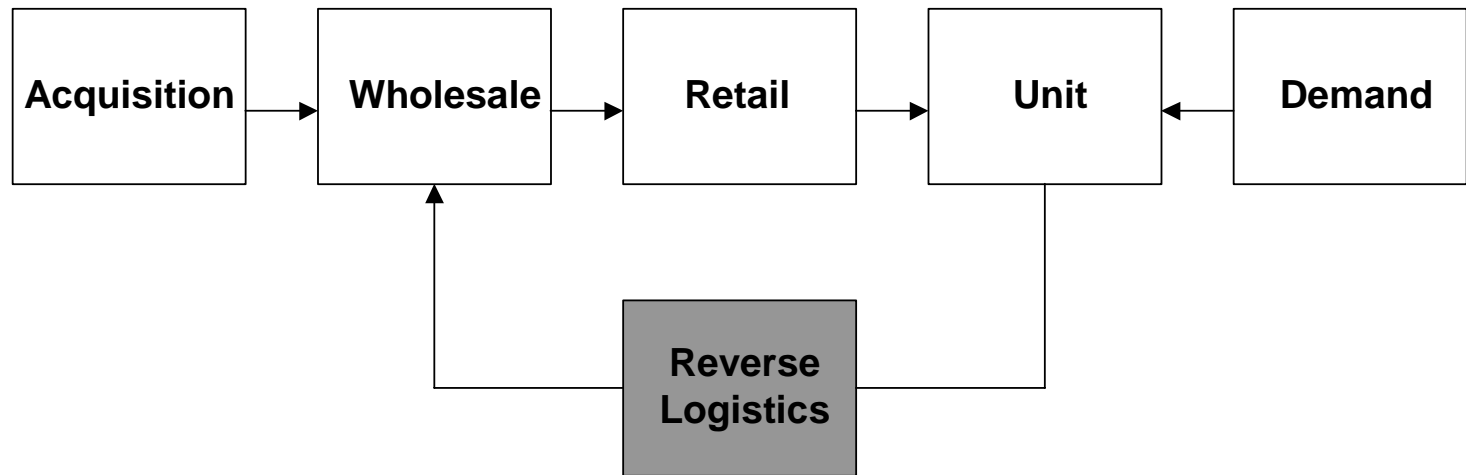 Acquisition
Wholesale
Retail
Unit
Demand
Reverse
Logistics